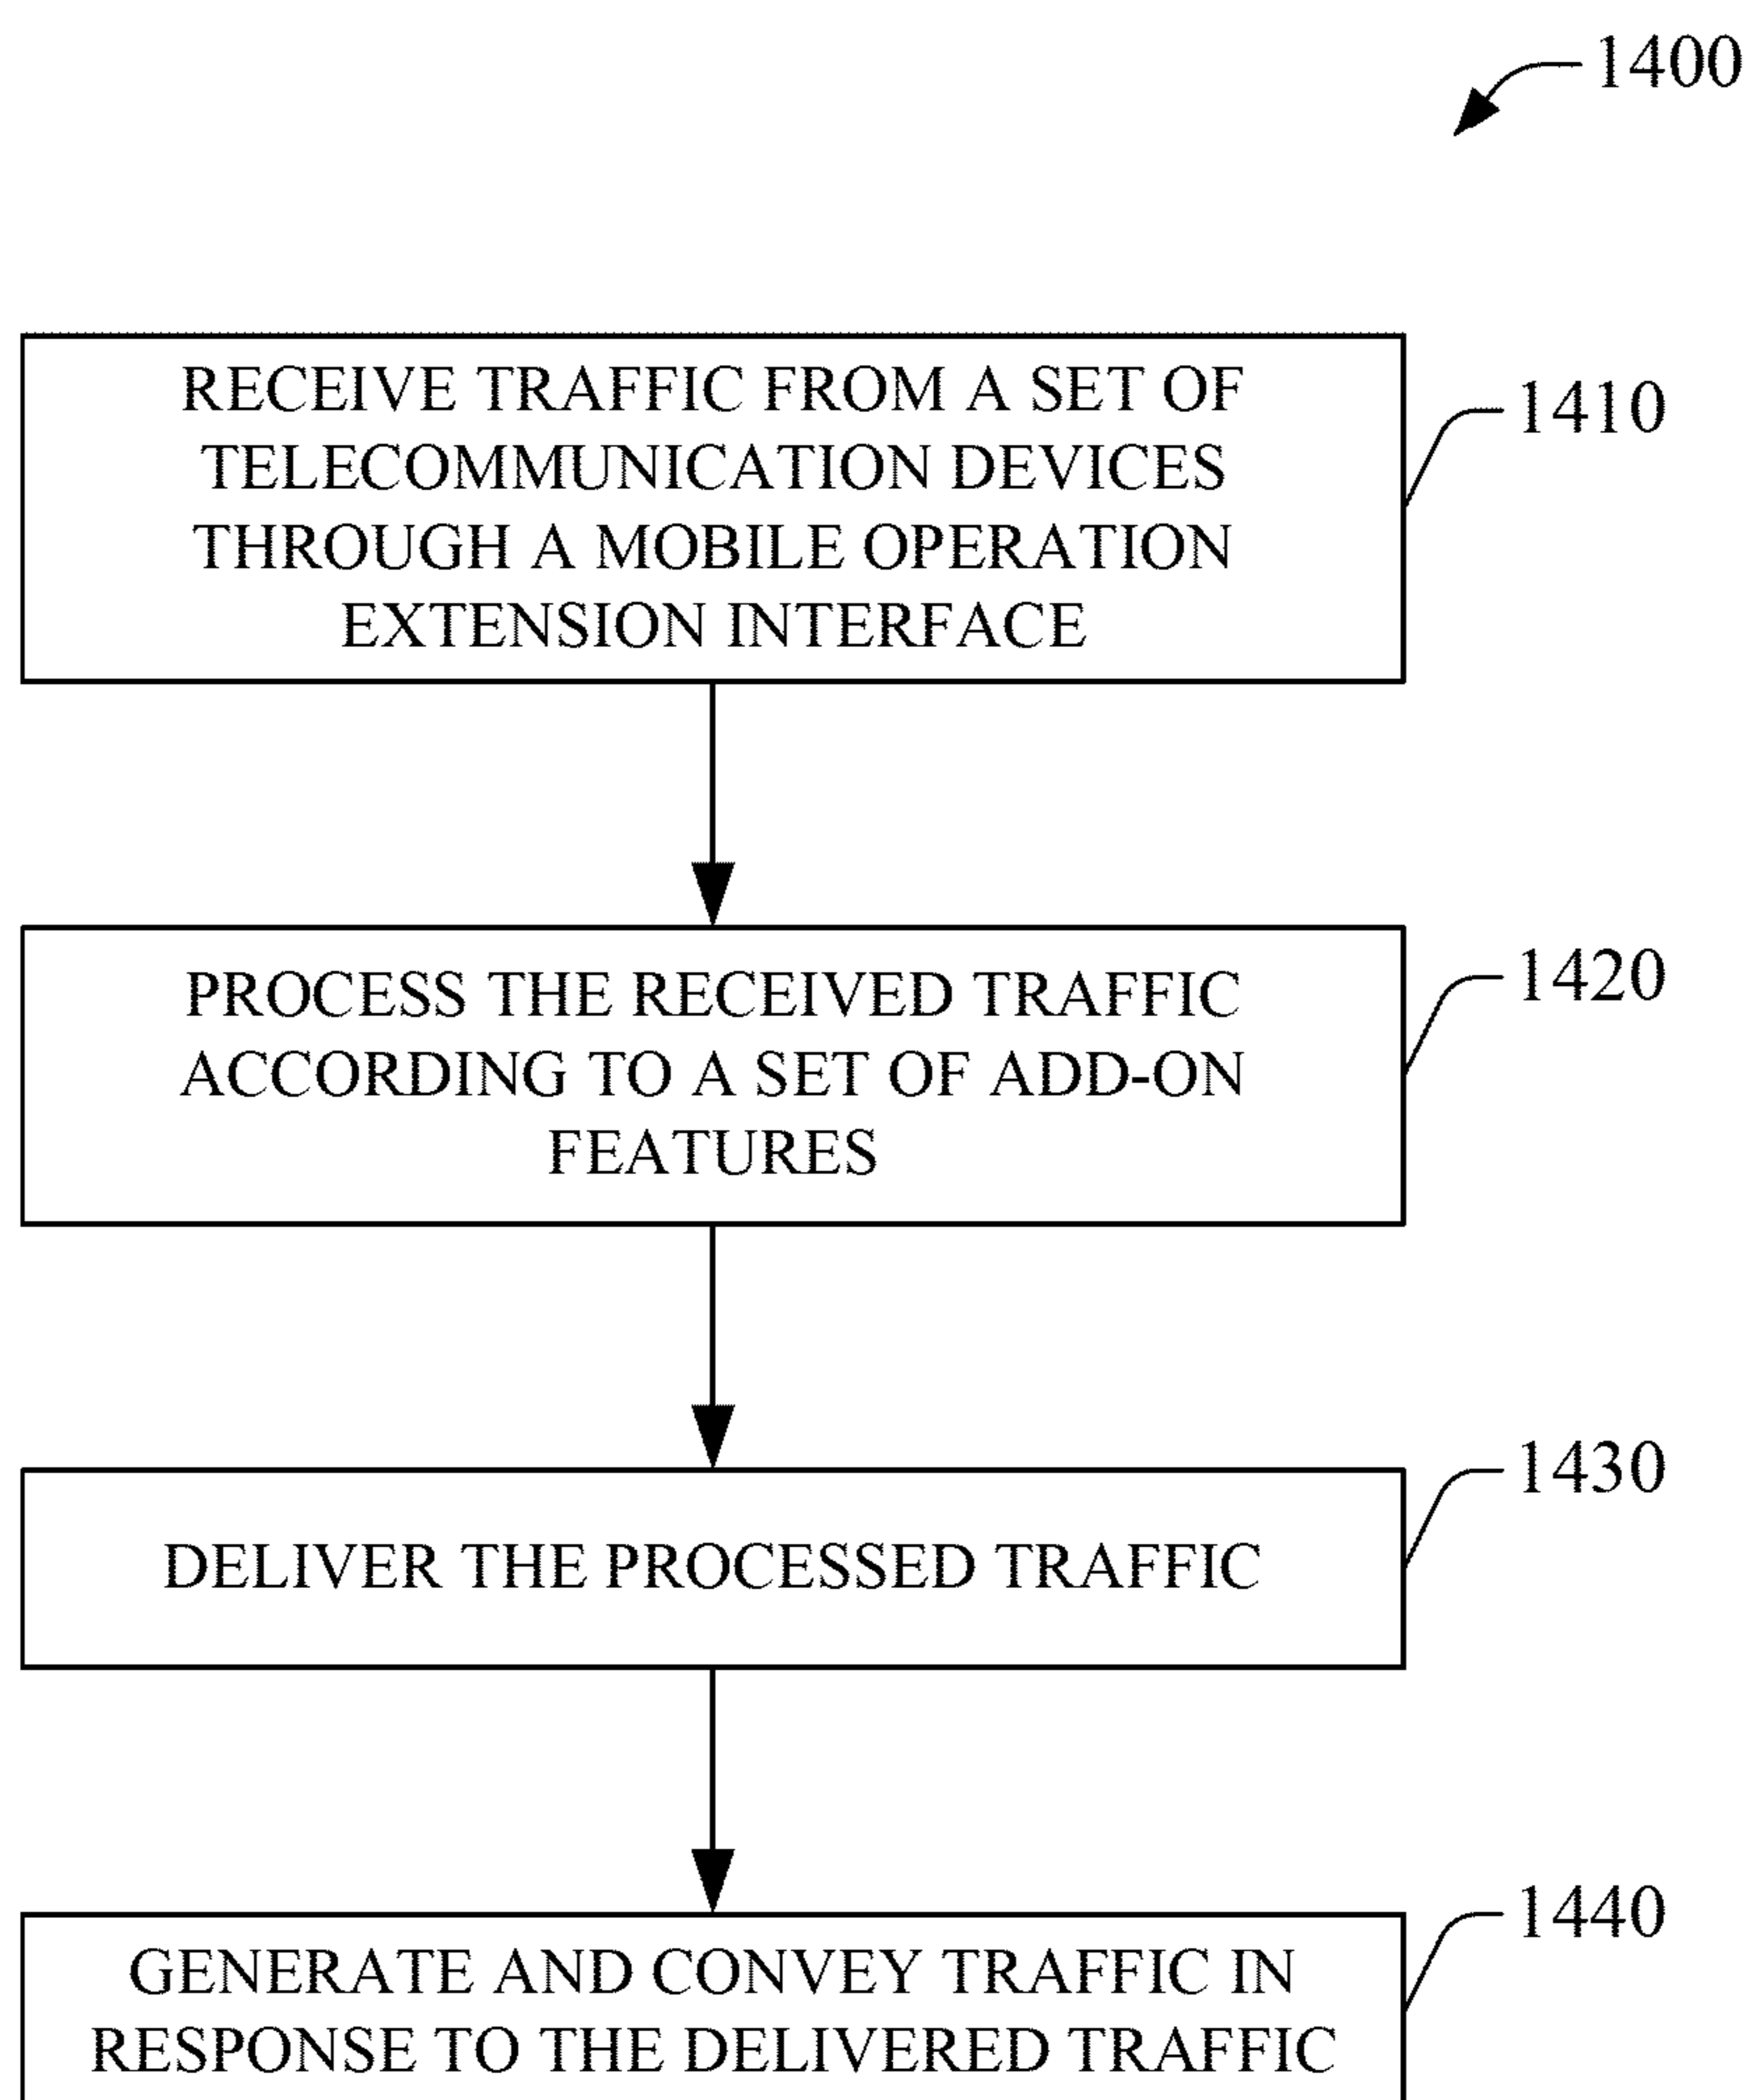 1400
RECEIVE TRAFFIC FROM A SET OF
TELECOMMUNICATION DEVICES
THROUGH A MOBILE OPERATION
EXTENSION INTERFACE
1410
PROCESS THE RECEIVED TRAFFIC
ACCORDING TO A SET OF ADD-ON
FEATURES
1420
DELIVER THE PROCESSED TRAFFIC
1430
GENERATE AND CONVEY TRAFFIC IN
RESPONSE TO THE DELIVERED TRAFFIC
1440